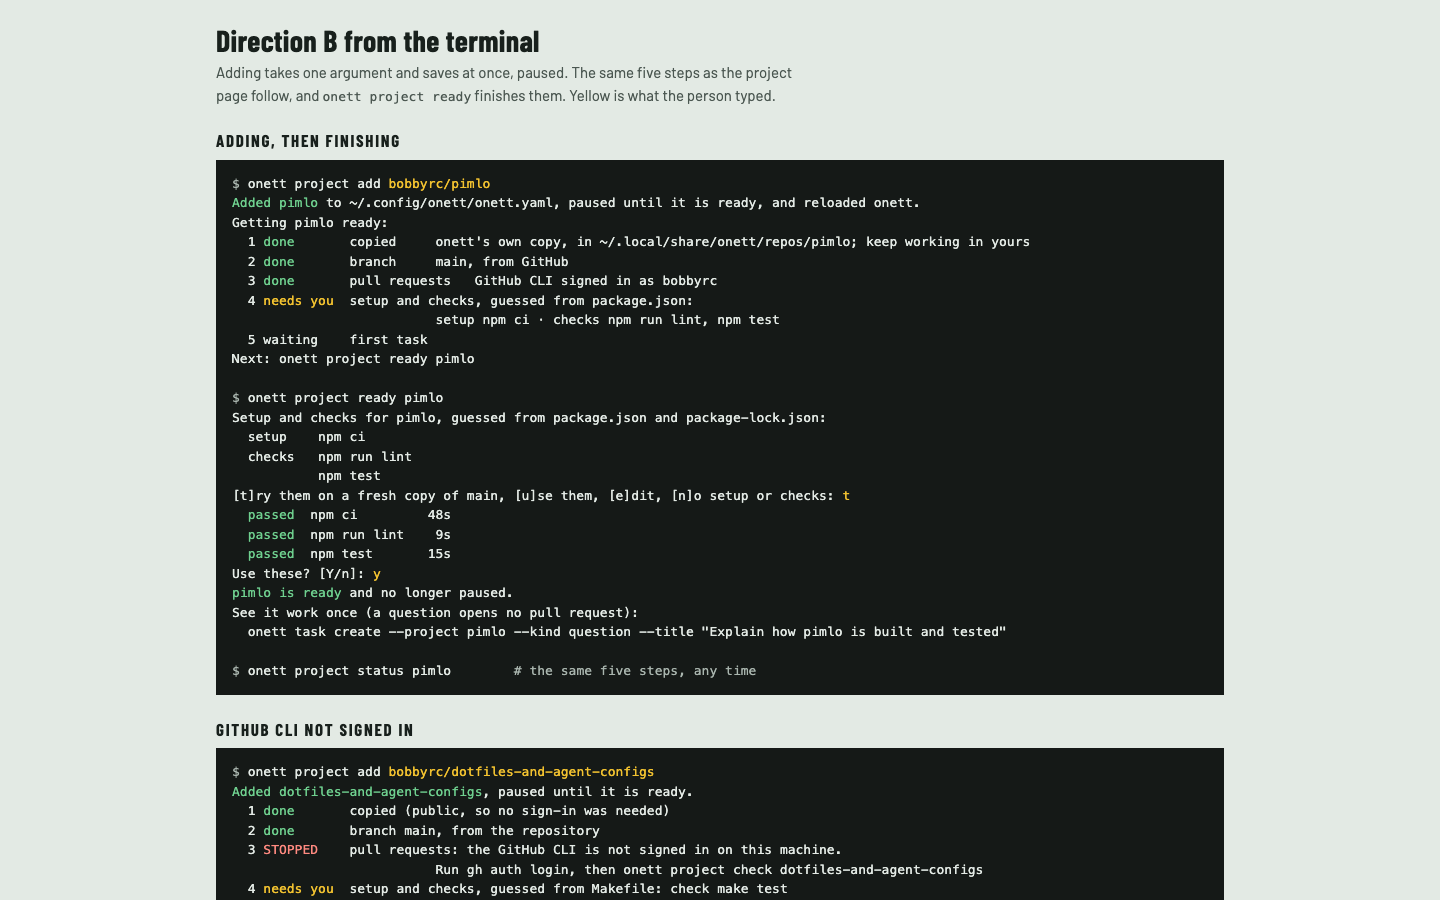 Direction B from the terminal
Adding takes one argument and saves at once, paused. The same five steps as the project
page follow, and onett project ready finishes them. Yellow is what the person typed.
ADDING, THEN FINISHING
$ onett project add bobbyrc/pimlo
Added pimlo to ~/.config/onett/onett.yaml, paused until it is ready, and reloaded onett.
Getting pimlo ready:
1 done copied onett's own copy, in ~/.local/share/onett/repos/pimlo; keep working in yours
2 done branch main, from GitHub
3 done pull requests GitHub CLI signed in as bobbyrc
4 needs you setup and checks, guessed from package.json:
setup npm ci · checks npm run lint, npm test
5 waiting first task
Next: onett project ready pimlo
$ onett project ready pimlo
Setup and checks for pimlo, guessed from package.json and package-lock.json:
setup npm ci
checks npm run lint
npm test
[t]ry them on a fresh copy of main, [u]se them, [e]dit, [n]o setup or checks: t
passed npm ci 48s
passed npm run lint 9s
passed npm test 15s
Use these? [Y/n]: y
pimlo is ready and no longer paused.
See it work once (a question opens no pull request):
onett task create --project pimlo --kind question --title "Explain how pimlo is built and tested"
$ onett project status pimlo # the same five steps, any time
GITHUB CLI NOT SIGNED IN
$ onett project add bobbyrc/dotfiles-and-agent-configs
Added dotfiles-and-agent-configs, paused until it is ready.
1 done copied (public, so no sign-in was needed)
2 done branch main, from the repository
3 STOPPED pull requests: the GitHub CLI is not signed in on this machine.
Run gh auth login, then onett project check dotfiles-and-agent-configs
4 needs you setup and checks, guessed from Makefile: check make test